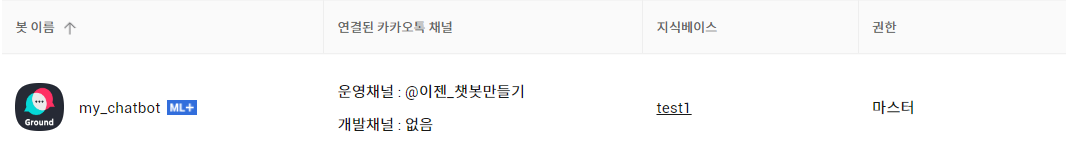 봇 이름 ↑ 연결된 카카오톡 채널 지식베이스 권한
Ground
my_chatbot ML+
운영채널 : @이젠_챗봇만들기
개발채널 : 없음
test1
마스터